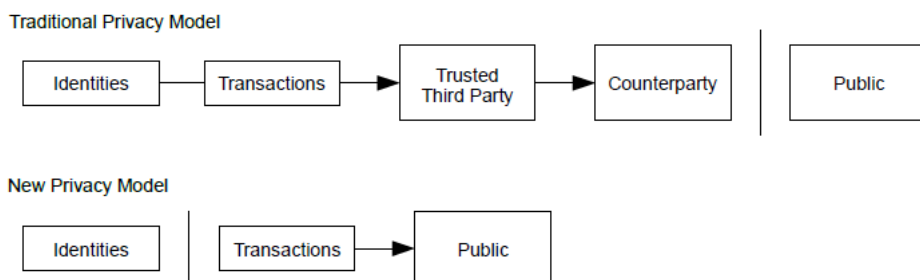 Traditional Privacy Model
Identities
Transactions
Trusted
Third Party
Counterparty
Public
New Privacy Model
Identities
Transactions
Public